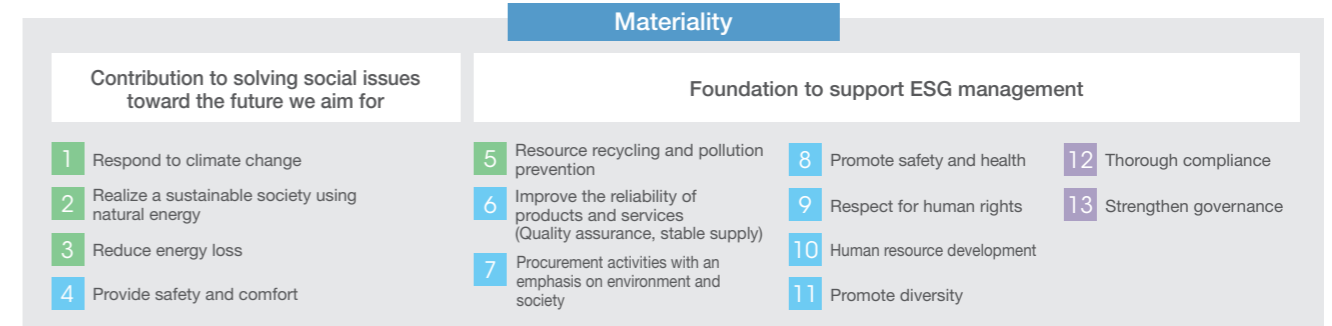 Materiality
Contribution to solving social issues
toward the future we aim for
1 Respond to climate change
2 Realize a sustainable society using
natural energy
3 Reduce energy loss
4 Provide safety and comfort
Foundation to support ESG management
5 Resource recycling and pollution
prevention
6 Improve the reliability of
products and services
(Quality assurance, stable supply)
7 Procurement activities with an
emphasis on environment and
society
8 Promote safety and health
9 Respect for human rights
10 Human resource development
11 Promote diversity
12 Thorough compliance
13 Strengthen governance